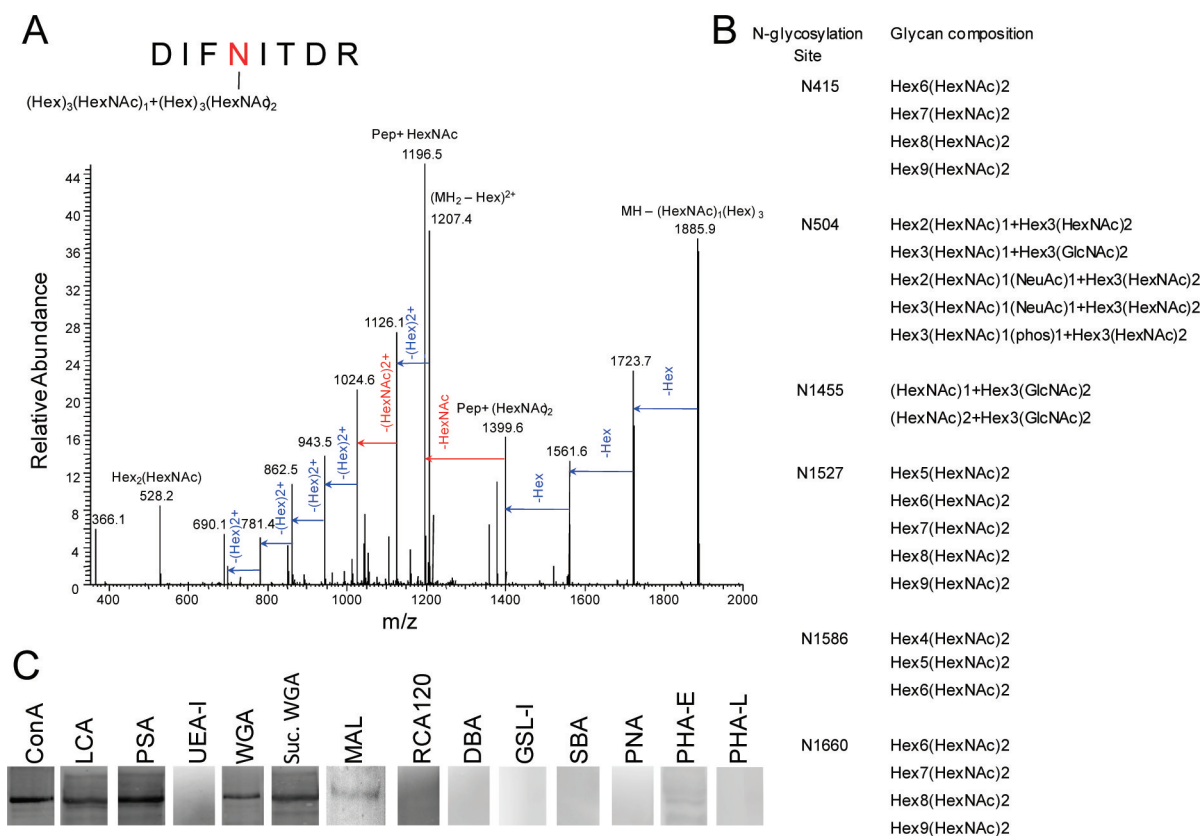 A
D I F N I T D R
(Hex)3(HexNAc)1+(Hex)3(HexNAc)2
Relative Abundance
44
40
36
32
28
24
20
16
12
8
4
0
366.1
Hex2(HexNAc)
528.2
690.1
781.4
862.5
943.5
1024.6
1126.1
Pep+ HexNAc
1196.5
(MH2 – Hex)2+
1207.4
Pep+ (HexNAc)2
1399.6
1561.6
1723.7
MH – (HexNAc)1(Hex) 3
1885.9
-(Hex)2+
-(Hex)2+
-(Hex)2+
-(Hex)2+
-(HexNAc)2+
-(Hex)2+
-HexNAc
-Hex
-Hex
-Hex
400
600
800
1000
1200
1400
1600
1800
2000
m/z
B
N-glycosylation Site
Glycan composition
N415
Hex6(HexNAc)2
Hex7(HexNAc)2
Hex8(HexNAc)2
Hex9(HexNAc)2
N504
Hex2(HexNAc)1+Hex3(HexNAc)2
Hex3(HexNAc)1+Hex3(GlcNAc)2
Hex2(HexNAc)1(NeuAc)1+Hex3(HexNAc)2
Hex3(HexNAc)1(NeuAc)1+Hex3(HexNAc)2
Hex3(HexNAc)1(phos)1+Hex3(HexNAc)2
N1455
(HexNAc)1+Hex3(GlcNAc)2
(HexNAc)2+Hex3(GlcNAc)2
N1527
Hex5(HexNAc)2
Hex6(HexNAc)2
Hex7(HexNAc)2
Hex8(HexNAc)2
Hex9(HexNAc)2
N1586
Hex4(HexNAc)2
Hex5(HexNAc)2
Hex6(HexNAc)2
N1660
Hex6(HexNAc)2
Hex7(HexNAc)2
Hex8(HexNAc)2
Hex9(HexNAc)2
C
ConA
LCA
PSA
UEA-I
WGA
Suc. WGA
MAL
RCA120
DBA
GSL-I
SBA
PNA
PHA-E
PHA-L